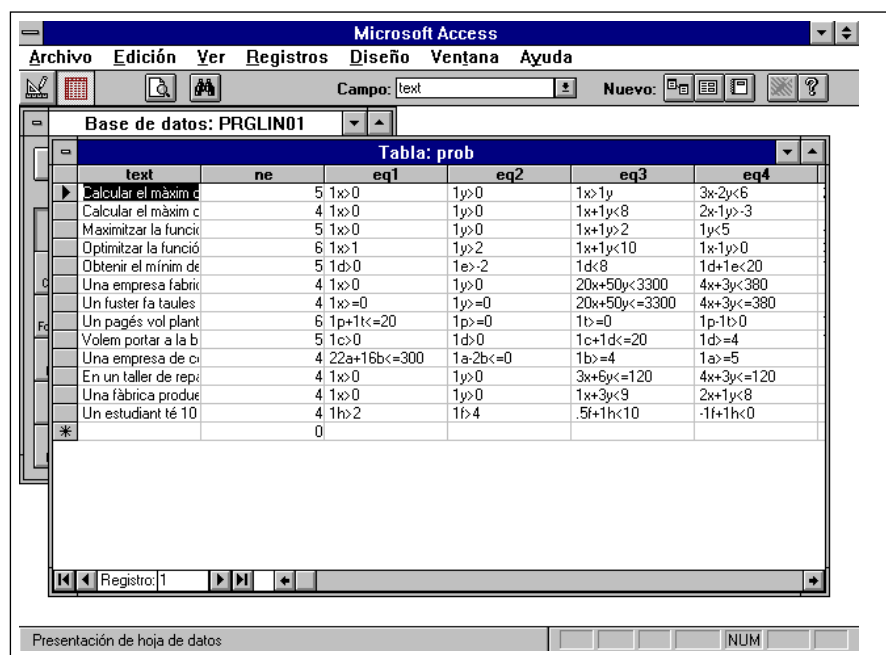 Microsoft Access
Archivo Edición Ver Registros Diseño Ventana Ayuda
Campo: text Nuevo:
Base de datos: PRGLIN01
Tabla: prob
text ne eq1 eq2 eq3 eq4
Calcular el màxim d 5 1x>0 1y>0 1x>1y 3x-2y<6
Calcular el màxim d 4 1x>0 1y>0 1x+1y<8 2x-1y>-3
Maximitzar la funció 5 1x>0 1y>0 1x+1y>2 1y<5
Optimitzar la funció 6 1x>1 1y>2 1x+1y<10 1x-1y>0
Obtenir el mínim de 5 1d>0 1e>-2 1d<8 1d+1e<20
Una empresa fabric 4 1x>0 1y>0 20x+50y<3300 4x+3y<380
Un fuster fa taules 4 1x>=0 1y>=0 20x+50y<=3300 4x+3y<=380
Un pagés vol plant 6 1p+1t<=20 1p>=0 1t>=0 1p-1t>0
Volem portar a la b 5 1c>0 1d>0 1c+1d<=20 1d>=4
Una empresa de 4 22a+16b<=300 1a-2b<=0 1b>=4 1a>=5
En un taller de repa 4 1x>0 1y>0 3x+6y<=120 4x+3y<=120
Una fàbrica produe 4 1x>0 1y>0 1x+3y<9 2x+1y<8
Un estudiant té 10 4 1h>2 1f>4 .5f+1h<10 -1f+1h<0
0
Registro: 1
Presentación de hoja de datos NUM